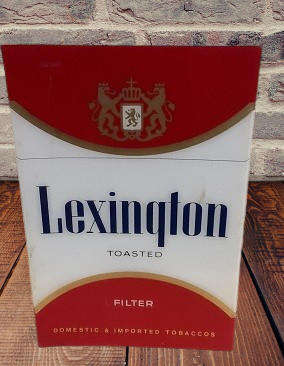 Lexington
TOASTED
FILTER
DOMESTIC & IMPORTED TOBACCOS